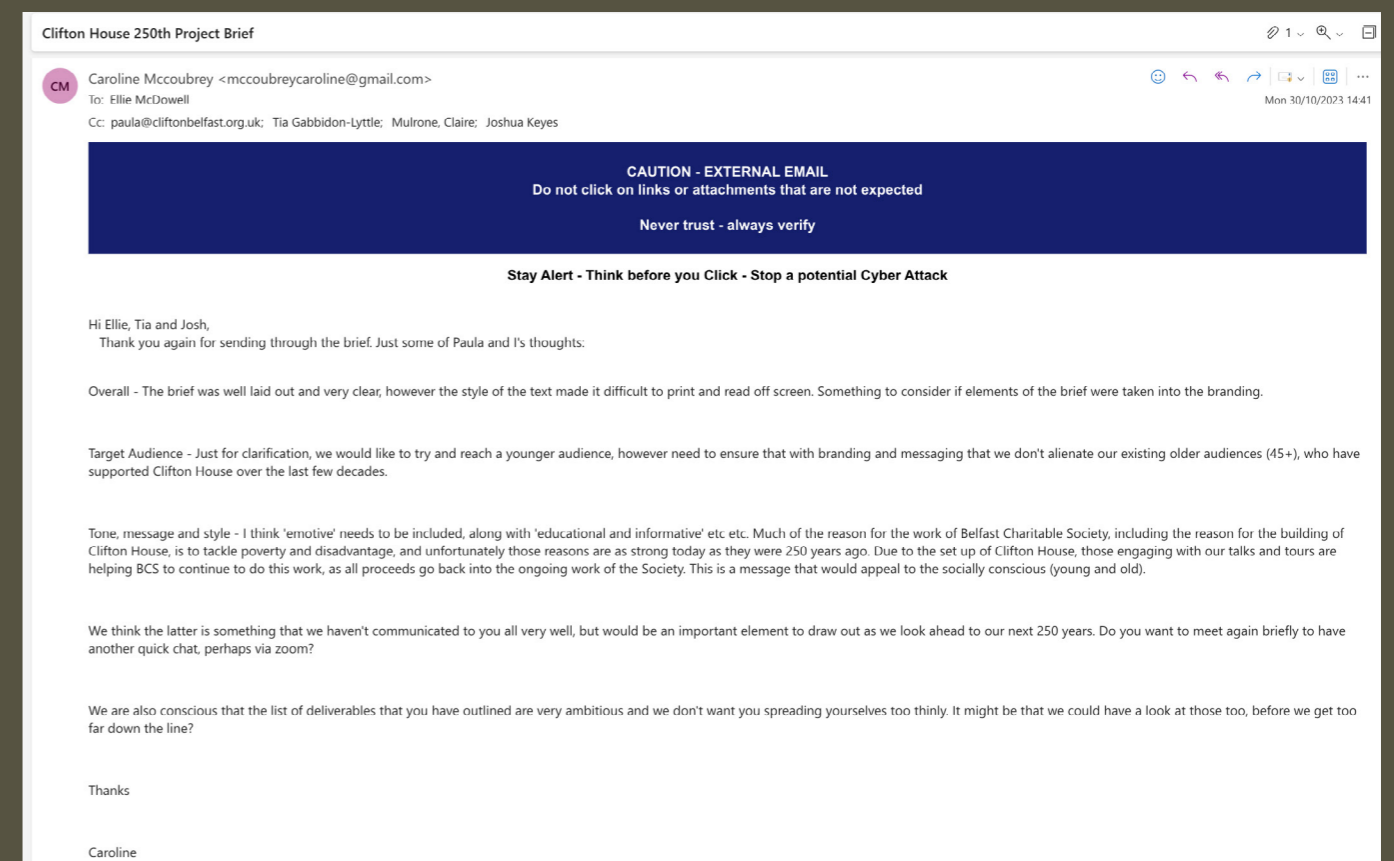 Clifton House 250th Project Brief
1
CM
Caroline Mccoubrey <mccoubreycaroline@gmail.com>
To: Ellie McDowell
Mon 30/10/2023 14:41
Cc: paula@cliftonbelfast.org.uk; Tia Gabbidon-Lyttle; Mulrone, Claire; Joshua Keyes
CAUTION - EXTERNAL EMAIL
Do not click on links or attachments that are not expected
Never trust - always verify
Stay Alert - Think before you Click - Stop a potential Cyber Attack
Hi Ellie, Tia and Josh,
Thank you again for sending through the brief. Just some of Paula and I's thoughts:
Overall - The brief was well laid out and very clear, however the style of the text made it difficult to print and read off screen. Something to consider if elements of the brief were taken into the branding.
Target Audience - Just for clarification, we would like to try and reach a younger audience, however need to ensure that with branding and messaging that we don't alienate our existing older audiences (45+), who have
supported Clifton House over the last few decades.
Tone, message and style - I think 'emotive' needs to be included, along with 'educational and informative' etc etc. Much of the reason for the work of Belfast Charitable Society, including the reason for the building of
Clifton House, is to tackle poverty and disadvantage, and unfortunately those reasons are as strong today as they were 250 years ago. Due to the set up of Clifton House, those engaging with our talks and tours are
helping BCS to continue to do this work, as all proceeds go back into the ongoing work of the Society. This is a message that would appeal to the socially conscious (young and old).
We think the latter is something that we haven't communicated to you all very well, but would be an important element to draw out as we look ahead to our next 250 years. Do you want to meet again briefly to have
another quick chat, perhaps via zoom?
We are also conscious that the list of deliverables that you have outlined are very ambitious and we don't want you spreading yourselves too thinly. It might be that we could have a look at those too, before we get too
far down the line?
Thanks
Caroline